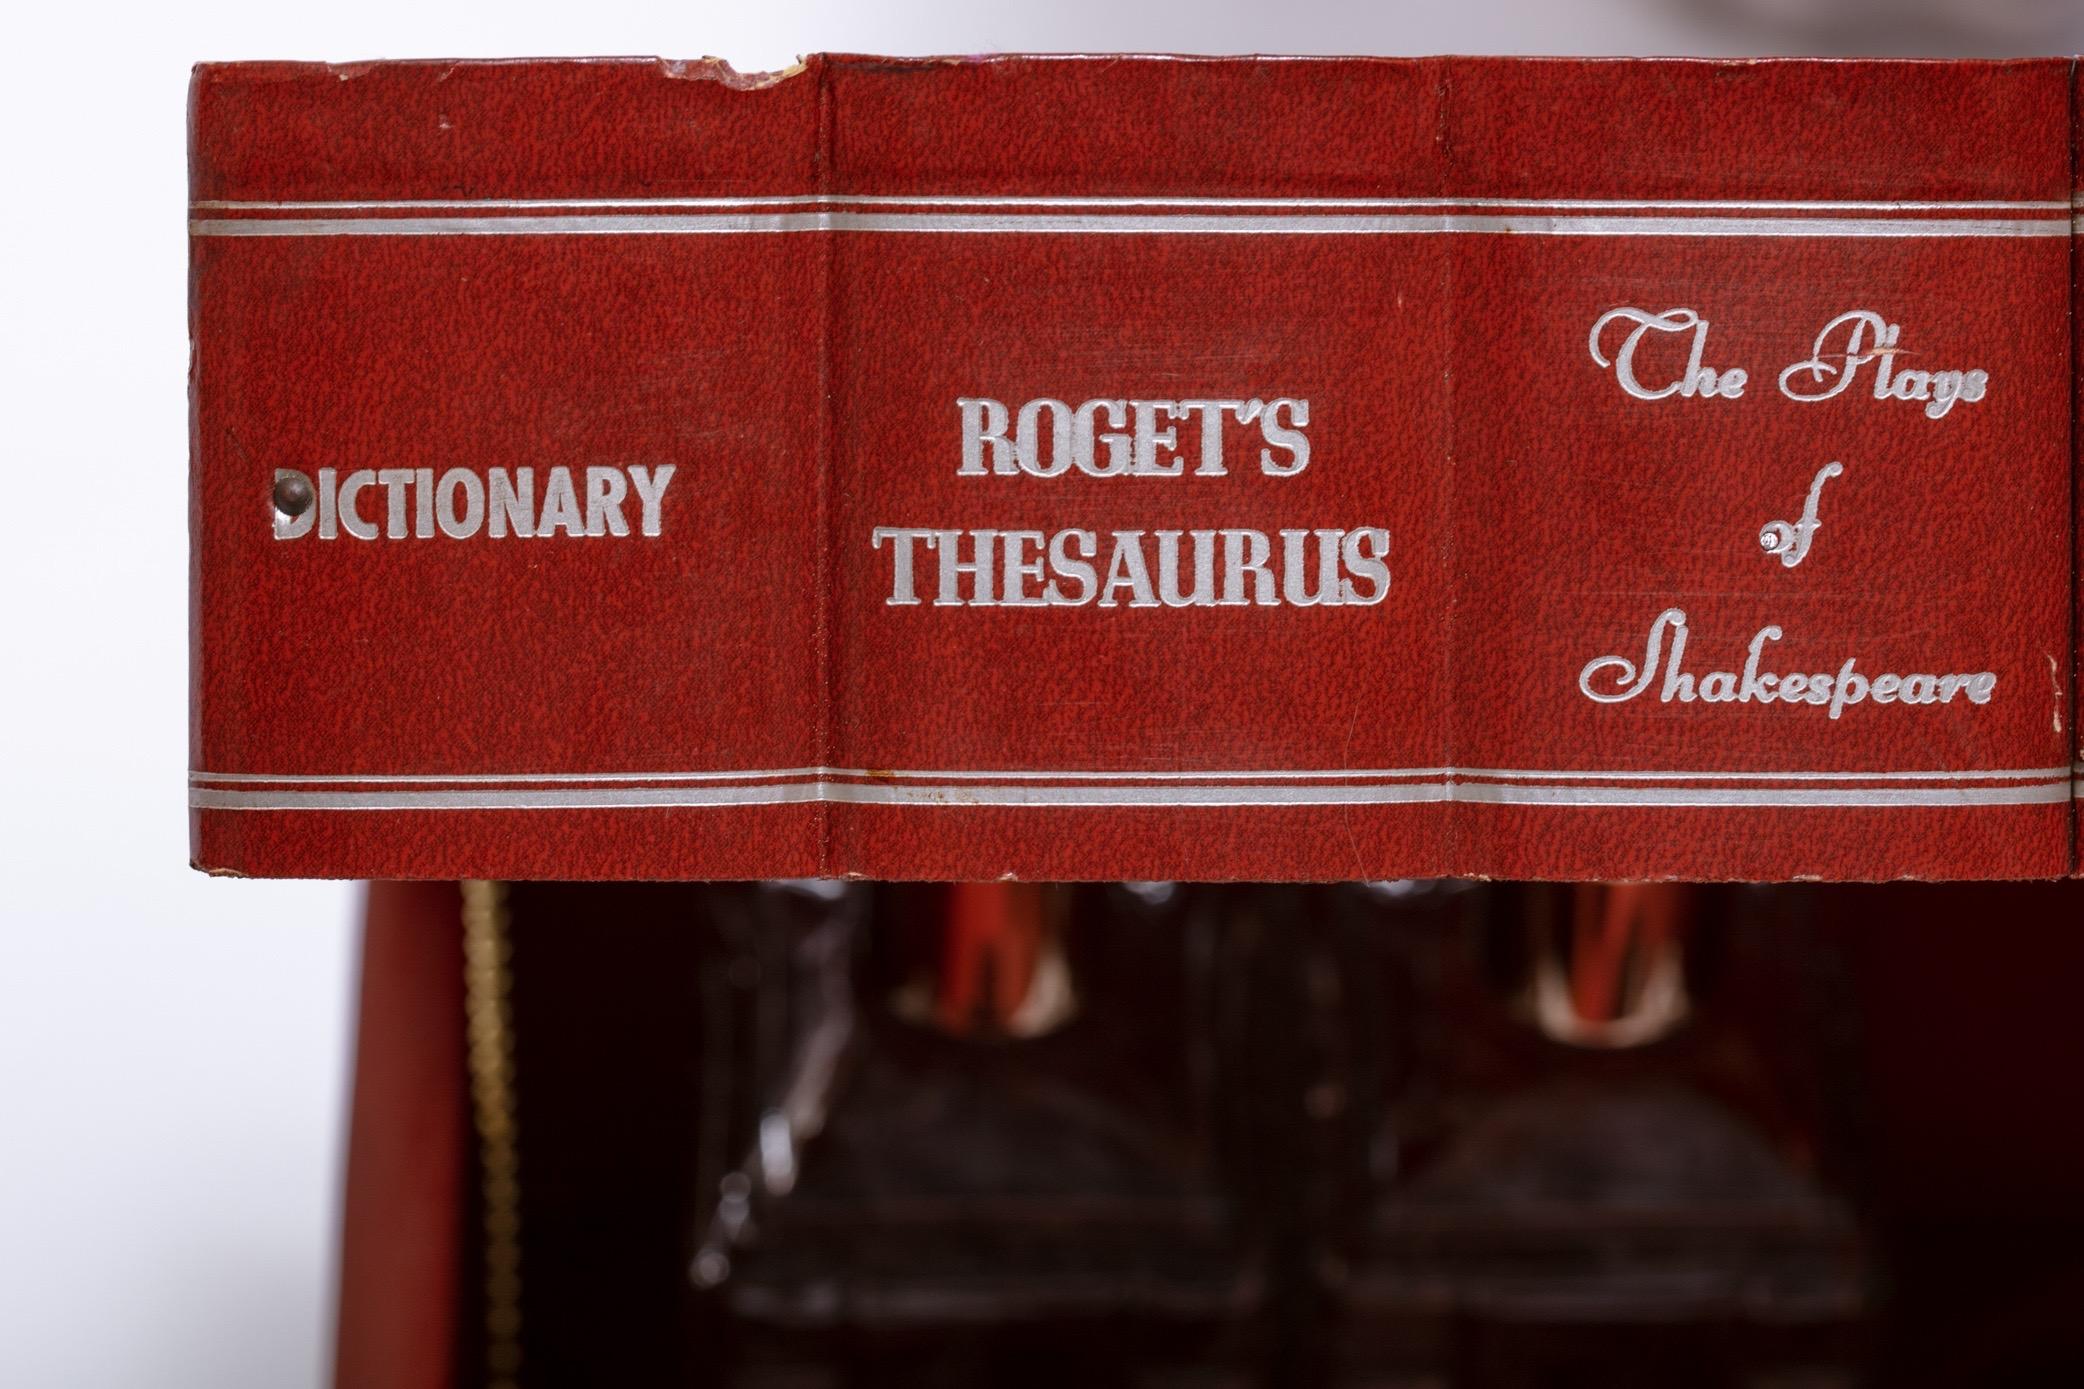 DICTIONARY
ROGET'S
THESAURUS
The Plays
of
Shakespeare